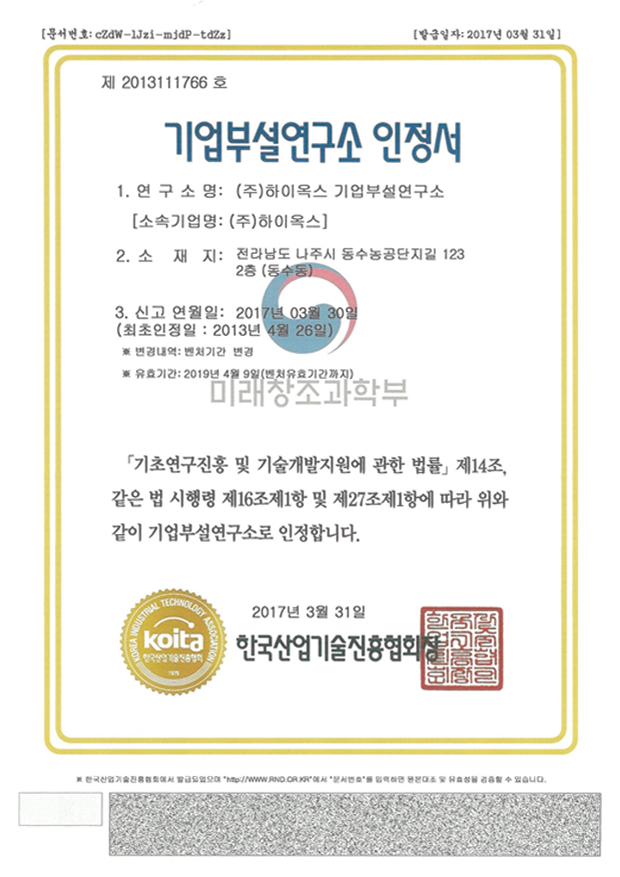 [문서번호: cZdW-lJzi-mjdP-tdZz]
[발급일자: 2017년 03월 31일]
제 2013111766 호
기업부설연구소 인정서
1. 연 구 소 명: (주)하이옥스 기업부설연구소
[소속기업명: (주)하이옥스]
2. 소 재 지: 전라남도 나주시 동수농공단지길 123
2층 (동수동)
3. 신고 연월일: 2017년 03월 30일
(최초인정일 : 2013년 4월 26일)
※ 변경내역: 벤처기간 변경
※ 유효기간: 2019년 4월 9일(벤처유효기간까지)
미래창조과학부
「기초연구진흥 및 기술개발지원에 관한 법률」 제14조,
같은 법 시행령 제16조제1항 및 제27조제1항에 따라 위와
같이 기업부설연구소로 인정합니다.
2017년 3월 31일
KOREA INDUSTRIAL TECHNOLOGY ASSOCIATION
koita
한국산업기술진흥협회
1979
한국산업기술진흥협회장
※ 한국산업기술진흥협회에서 발급되었으며 "http://WWW.RND.OR.KR"에서 "문서번호"를 입력하면 원본대조 및 유효성을 검증할 수 있습니다.